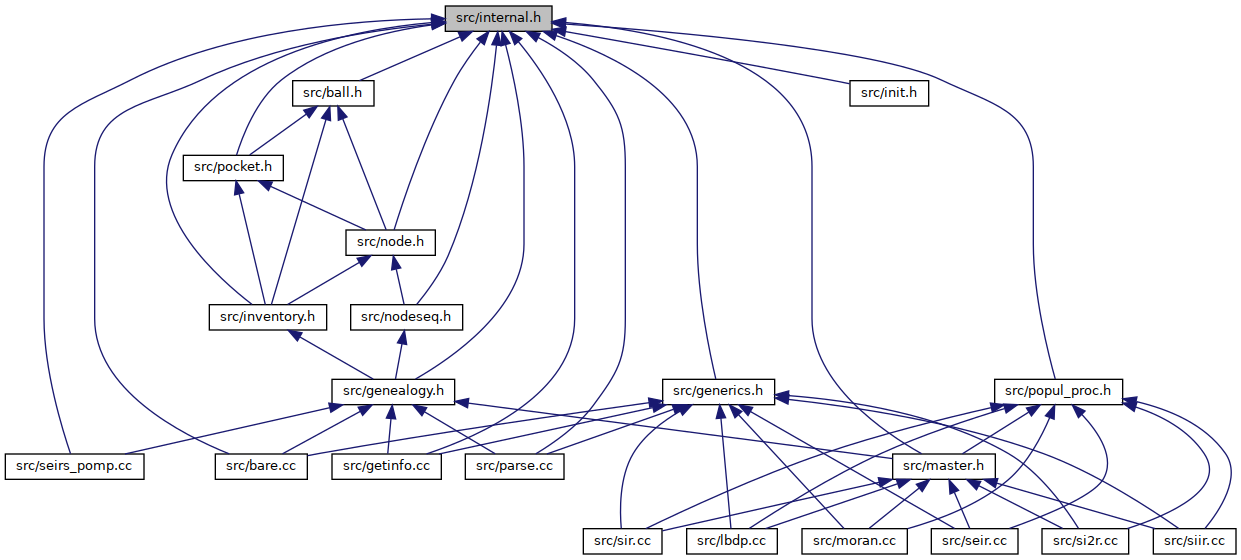 src/internal.h
src/ball.h
src/init.h
src/pocket.h
src/node.h
src/inventory.h
src/nodeseq.h
src/genealogy.h
src/generics.h
src/popul_proc.h
src/seirs_pomp.cc
src/bare.cc
src/getinfo.cc
src/parse.cc
src/master.h
src/sir.cc
src/lbdp.cc
src/moran.cc
src/seir.cc
src/si2r.cc
src/siir.cc